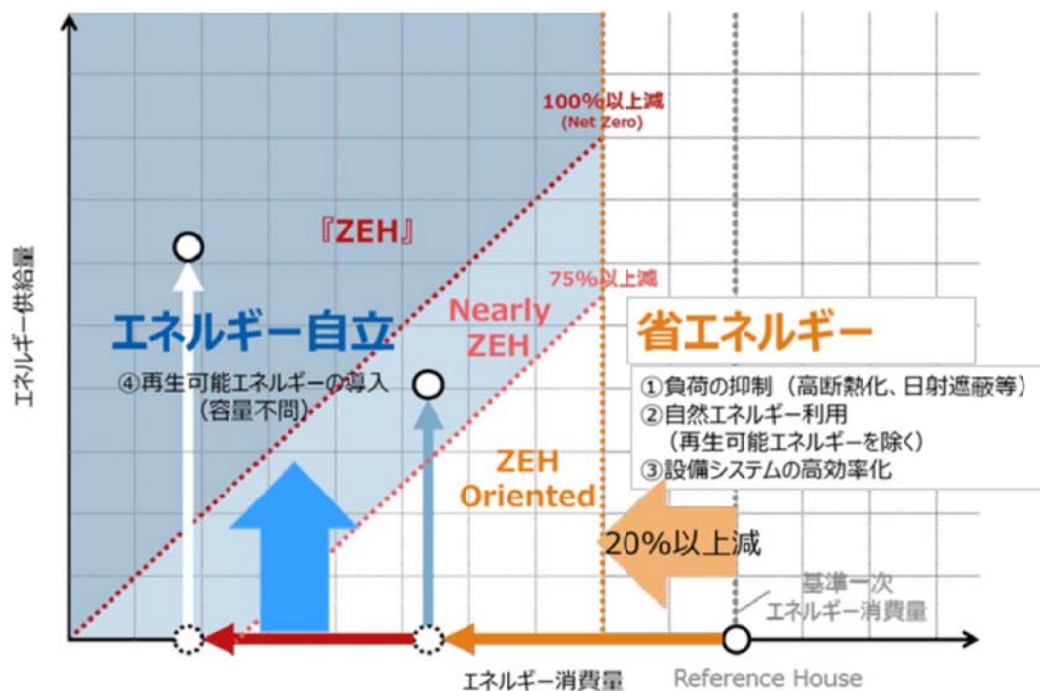 100%以上減
(Net Zero)
『ZEH』
75%以上減
エネルギー供給量
エネルギー自立
④再生可能エネルギーの導入
（容量不問）
Nearly
ZEH
省エネルギー
①負荷の抑制（高断熱化、日射遮蔽等）
②自然エネルギー利用
（再生可能エネルギーを除く）
③設備システムの高効率化
ZEH
Oriented
20%以上減
基準一次
エネルギー消費量
エネルギー消費量
Reference House